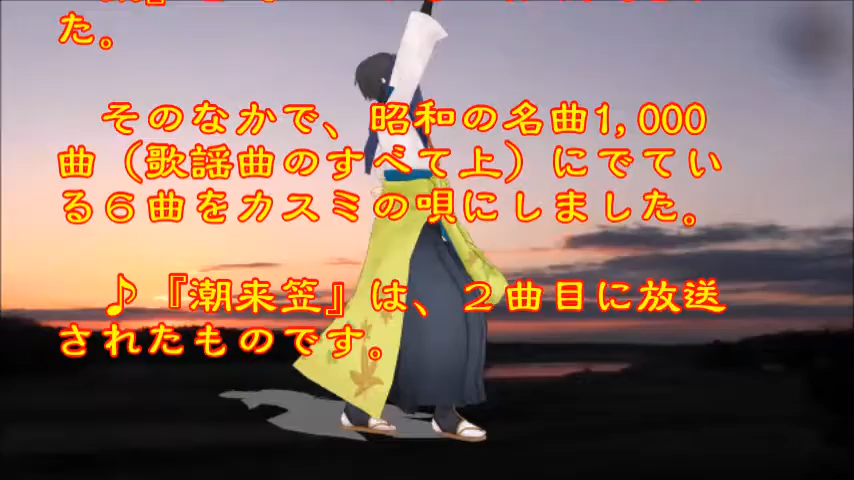 た。
そのなかで、昭和の名曲1,000
曲（歌謡曲のすべて上）にでてい
る６曲をカスミの唄にしました。
♪『潮来笠』は、２曲目に放送
されたものです。